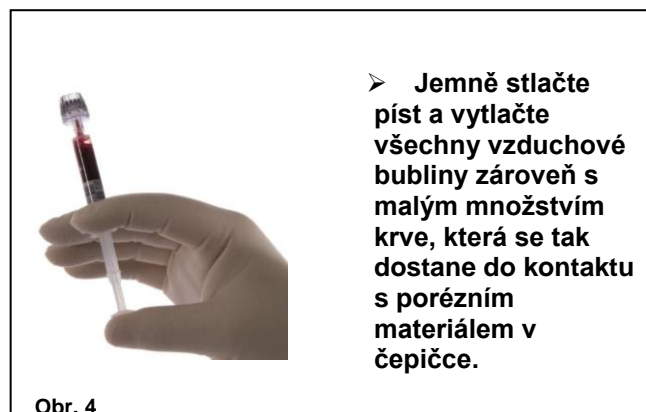 ➢ Jemně stlačte
píst a vytlačte
všechny vzduchové
bubliny zároveň s
malým množstvím
krve, která se tak
dostane do kontaktu
s porézním
materiálem v
čepičce.
Obr. 4